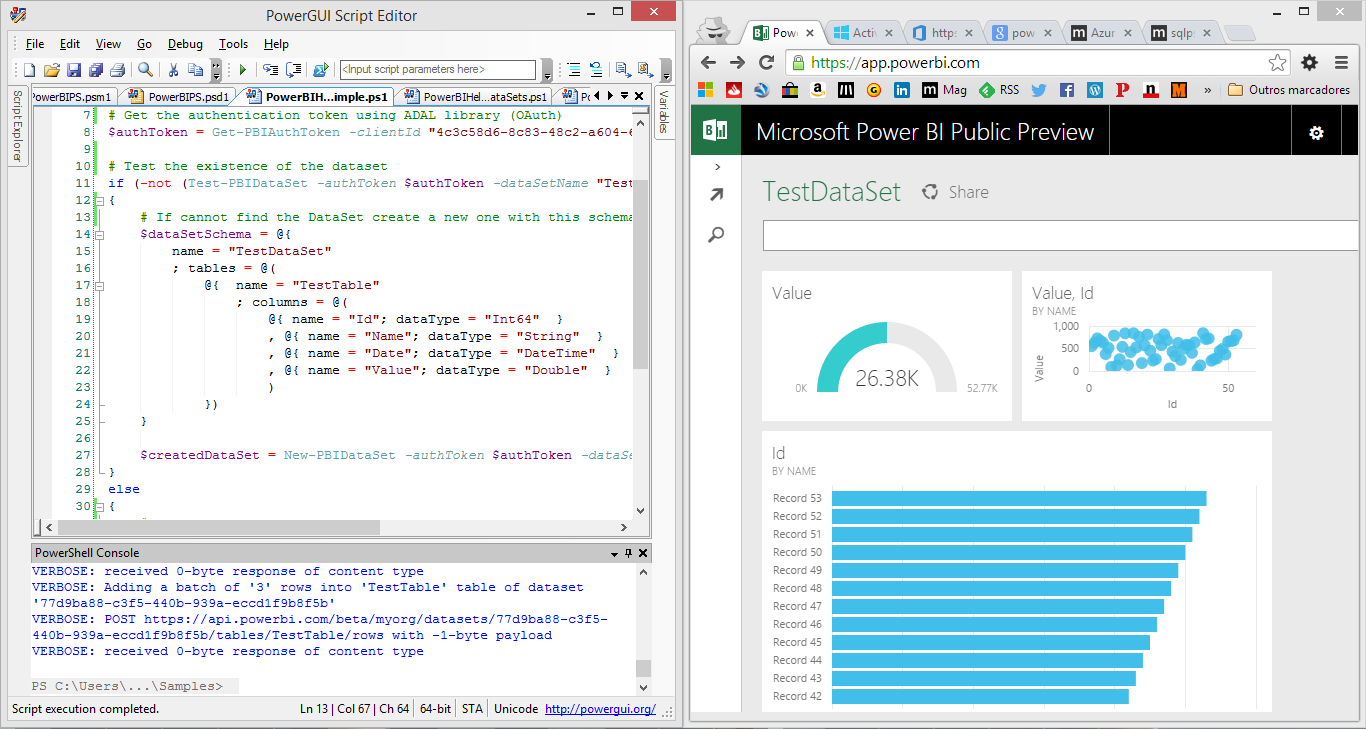 PowerGUI Script Editor
File Edit View Go Debug Tools Help
<Input script parameters here>
Script Explorer
PowerBIPS.psm1 PowerBIPS.psd1 PowerBIH...imple.ps1 PowerBIHel...ataSets.ps1
Variables
7 # Get the authentication token using ADAL library (OAuth)
8 $authToken = Get-PBIAuthToken -clientId "4c3c58d6-8c83-48c2-a604-
9
10 # Test the existence of the dataset
11 if (-not (Test-PBIDataSet -authToken $authToken -dataSetName "Test
12 {
13 # If cannot find the DataSet create a new one with this schema
14 $dataSetSchema = @{
15 name = "TestDataSet"
16 ; tables = @(
17 @{ name = "TestTable"
18 ; columns = @(
19 @{ name = "Id"; dataType = "Int64" }
20 , @{ name = "Name"; dataType = "String" }
21 , @{ name = "Date"; dataType = "DateTime" }
22 , @{ name = "Value"; dataType = "Double" }
23 )
24 })
25 }
26
27 $createdDataSet = New-PBIDataSet -authToken $authToken -dataSe
28 }
29 else
30 {
PowerShell Console
VERBOSE: received 0-byte response of content type
VERBOSE: Adding a batch of '3' rows into 'TestTable' table of dataset
'77d9ba88-c3f5-440b-939a-eccd1f9b8f5b'
VERBOSE: POST https://api.powerbi.com/beta/myorg/datasets/77d9ba88-c3f5-
440b-939a-eccd1f9b8f5b/tables/TestTable/rows with -1-byte payload
VERBOSE: received 0-byte response of content type
PS C:\Users\...\Samples>
Script execution completed. Ln 13 | Col 67 | Ch 64 64-bit STA Unicode http://powergui.org/
Powe Activ https: pow Azur sqlps
https://app.powerbi.com
Mag RSS » Outros marcadores
Microsoft Power BI Public Preview
TestDataSet Share
Value
0K 26.38K 52.77K
Value, Id
BY NAME
1,000
500
0
Value
0 50
Id
Id
BY NAME
Record 53
Record 52
Record 51
Record 50
Record 49
Record 48
Record 47
Record 46
Record 45
Record 44
Record 43
Record 42